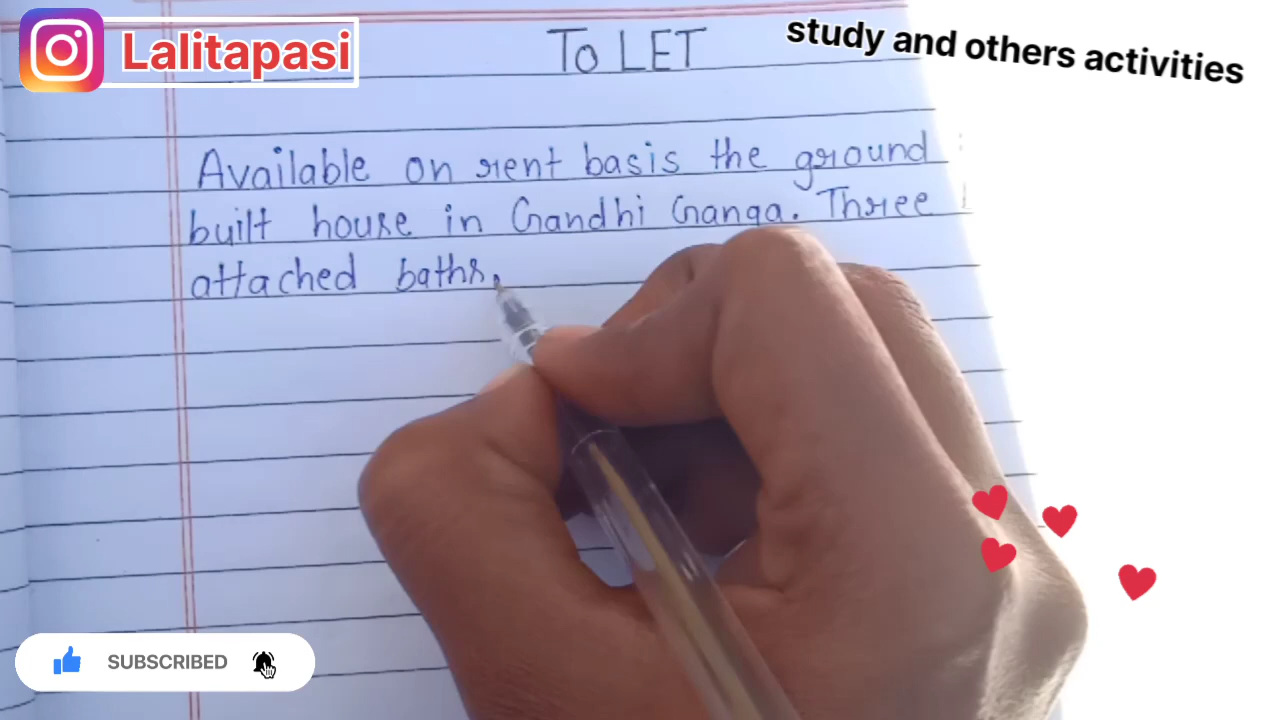 Lalitapasi
study and others activities
To LET
Available on rent basis the ground
built house in Gandhi Ganga. Three
attached baths,
SUBSCRIBED